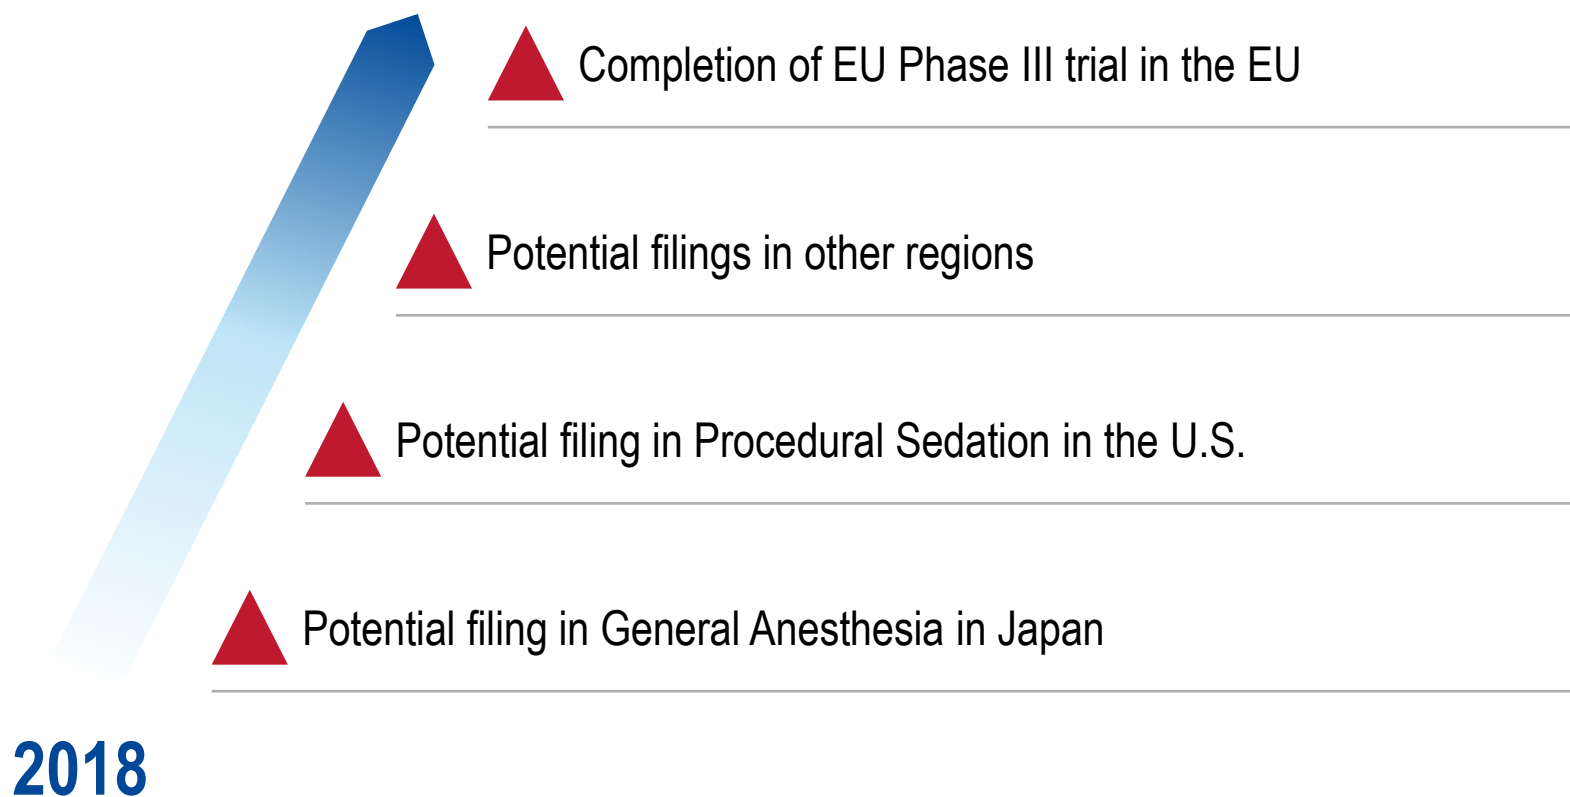 Completion of EU Phase III trial in the EU
Potential filings in other regions
Potential filing in Procedural Sedation in the U.S.
Potential filing in General Anesthesia in Japan
2018